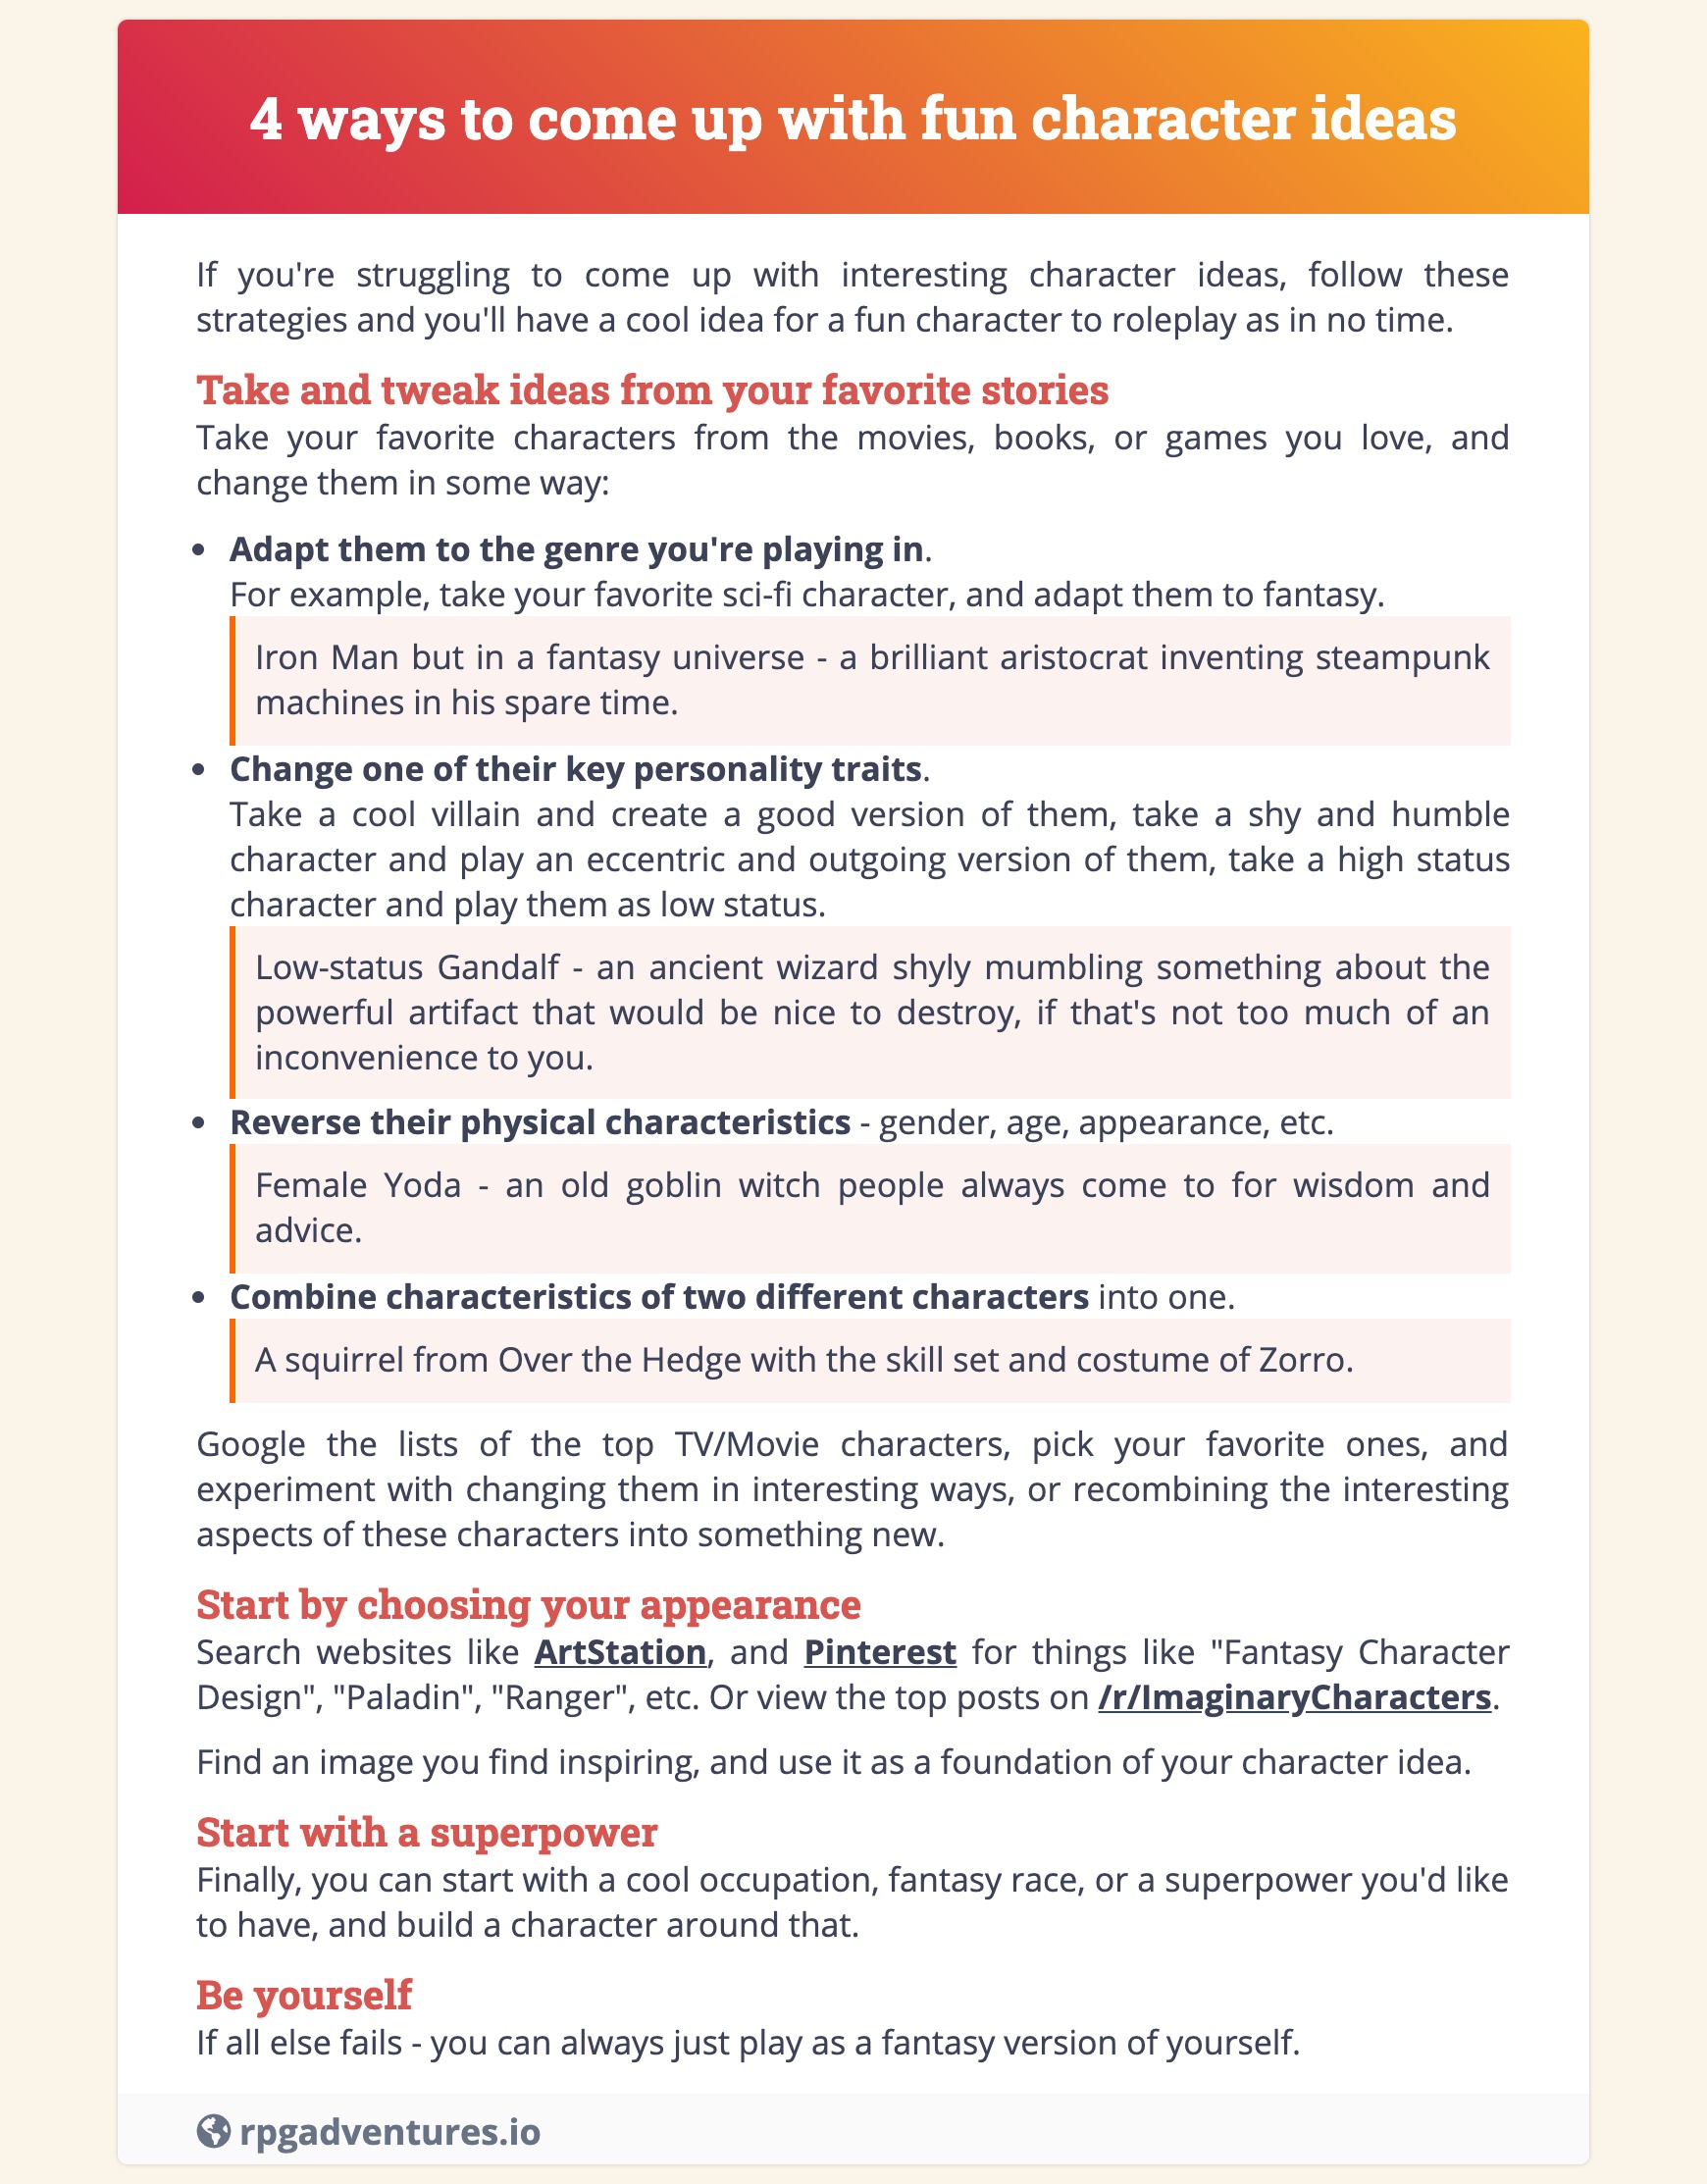 4 ways to come up with fun character ideas
If you're struggling to come up with interesting character ideas, follow these
strategies and you'll have a cool idea for a fun character to roleplay as in no time.
Take and tweak ideas from your favorite stories
Take your favorite characters from the movies, books, or games you love, and
change them in some way:
• Adapt them to the genre you're playing in.
For example, take your favorite sci-fi character, and adapt them to fantasy.
Iron Man but in a fantasy universe - a brilliant aristocrat inventing steampunk
machines in his spare time.
• Change one of their key personality traits.
Take a cool villain and create a good version of them, take a shy and humble
character and play an eccentric and outgoing version of them, take a high status
character and play them as low status.
Low-status Gandalf - an ancient wizard shyly mumbling something about the
powerful artifact that would be nice to destroy, if that's not too much of an
inconvenience to you.
• Reverse their physical characteristics - gender, age, appearance, etc.
Female Yoda - an old goblin witch people always come to for wisdom and
advice.
• Combine characteristics of two different characters into one.
A squirrel from Over the Hedge with the skill set and costume of Zorro.
Google the lists of the top TV/Movie characters, pick your favorite ones, and
experiment with changing them in interesting ways, or recombining the interesting
aspects of these characters into something new.
Start by choosing your appearance
Search websites like ArtStation, and Pinterest for things like "Fantasy Character
Design", "Paladin", "Ranger", etc. Or view the top posts on /r/ImaginaryCharacters.
Find an image you find inspiring, and use it as a foundation of your character idea.
Start with a superpower
Finally, you can start with a cool occupation, fantasy race, or a superpower you'd like
to have, and build a character around that.
Be yourself
If all else fails - you can always just play as a fantasy version of yourself.
rpgadventures.io